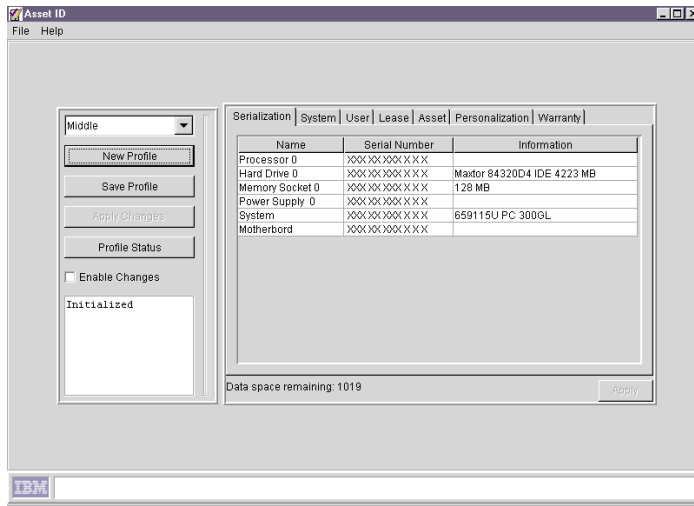 Asset ID
File Help
Middle
New Profile
Save Profile
Apply Changes
Profile Status
Enable Changes
Initialized
Serialization System User Lease Asset Personalization Warranty
Name Serial Number Information
Processor 0 XXXXXXXXXXX
Hard Drive 0 XXXXXXXXXXX Maxtor 84320D4 IDE 4223 MB
Memory Socket 0 XXXXXXXXXXX 128 MB
Power Supply 0 XXXXXXXXXXX
System XXXXXXXXXXX 659115U PC 300GL
Motherbord XXXXXXXXXXX
Data space remaining: 1019
Apply
IBM